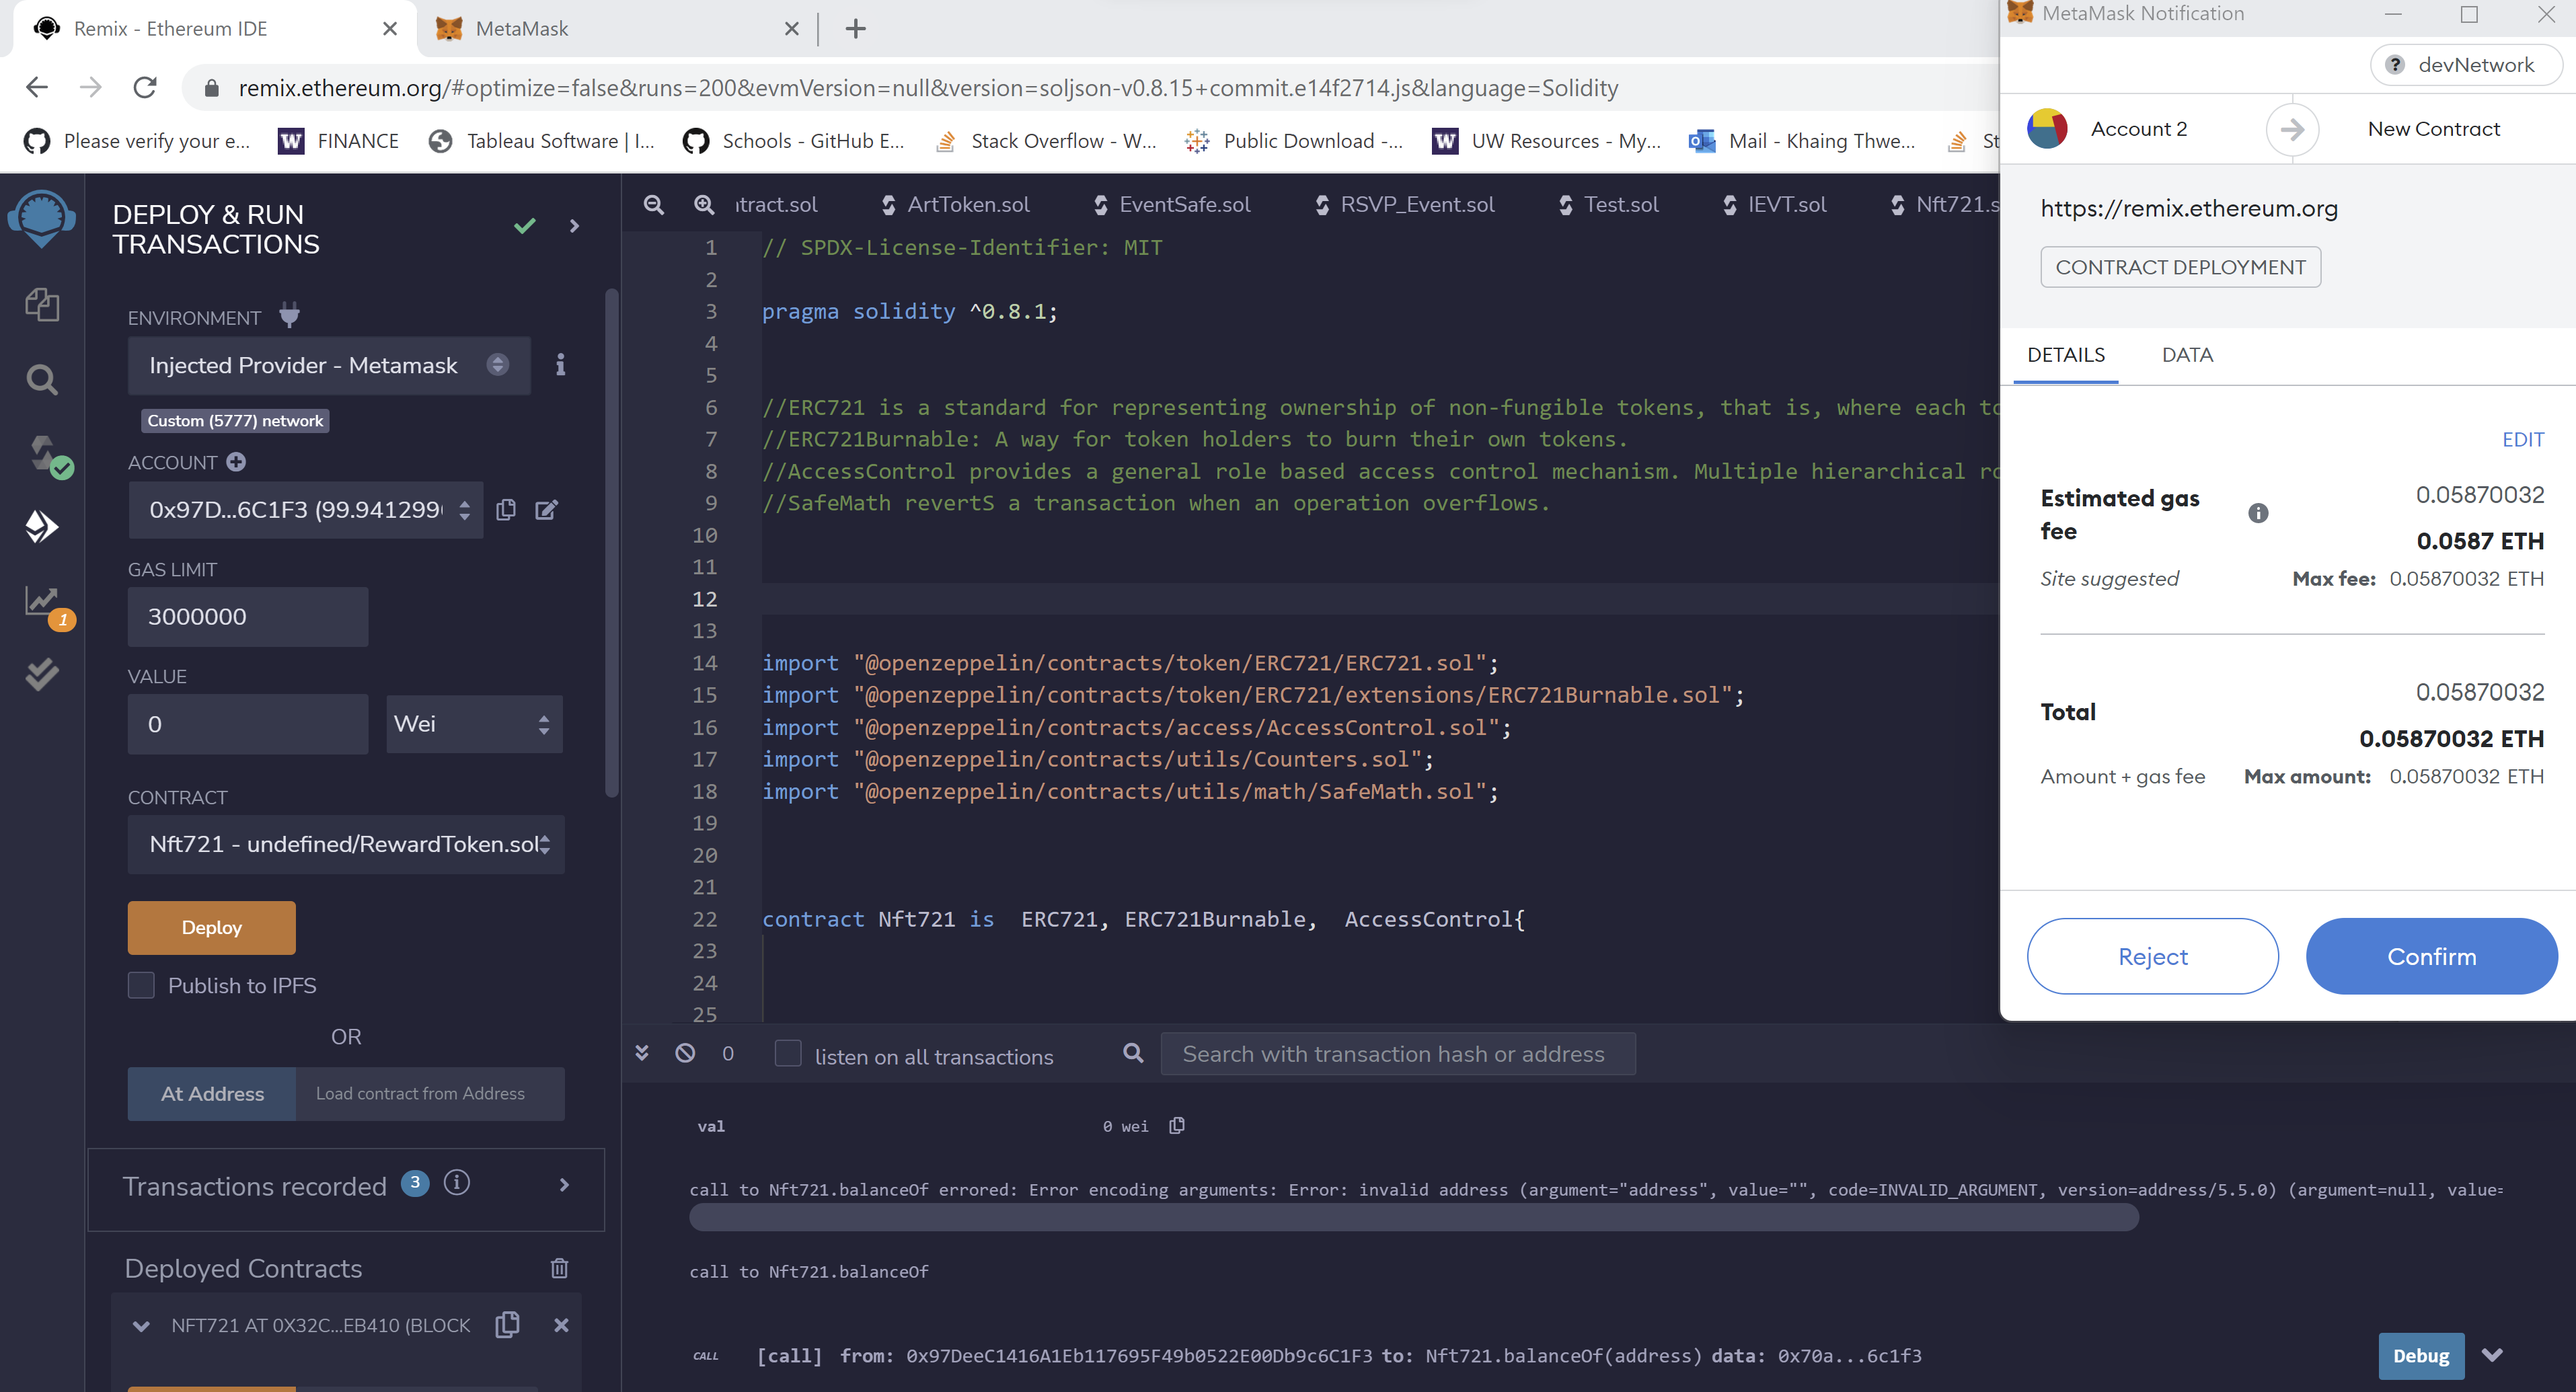 Remix - Ethereum IDE
MetaMask
remix.ethereum.org/#optimize=false&runs=200&evmVersion=null&version=soljson-v0.8.15+commit.e14f2714.js&language=Solidity
Please verify your e...
FINANCE
Tableau Software | I...
Schools - GitHub E...
Stack Overflow - W...
Public Download -...
UW Resources - My...
Mail - Khaing Thwe...
St
DEPLOY & RUN
TRANSACTIONS
ENVIRONMENT
Injected Provider - Metamask
Custom (5777) network
ACCOUNT
0x97D...6C1F3 (99.941299
GAS LIMIT
3000000
VALUE
0
Wei
CONTRACT
Nft721 - undefined/RewardToken.sol
Deploy
Publish to IPFS
OR
At Address
Load contract from Address
Transactions recorded 3
Deployed Contracts
NFT721 AT 0X32C...EB410 (BLOCK
1
ntract.sol
ArtToken.sol
EventSafe.sol
RSVP_Event.sol
Test.sol
IEVT.sol
Nft721.s
1 // SPDX-License-Identifier: MIT
2
3 pragma solidity ^0.8.1;
4
5
6 //ERC721 is a standard for representing ownership of non-fungible tokens, that is, where each to
7 //ERC721Burnable: A way for token holders to burn their own tokens.
8 //AccessControl provides a general role based access control mechanism. Multiple hierarchical ro
9 //SafeMath revertS a transaction when an operation overflows.
10
11
12
13
14 import "@openzeppelin/contracts/token/ERC721/ERC721.sol";
15 import "@openzeppelin/contracts/token/ERC721/extensions/ERC721Burnable.sol";
16 import "@openzeppelin/contracts/access/AccessControl.sol";
17 import "@openzeppelin/contracts/utils/Counters.sol";
18 import "@openzeppelin/contracts/utils/math/SafeMath.sol";
19
20
21
22 contract Nft721 is  ERC721, ERC721Burnable,  AccessControl{
23
24
25
0
listen on all transactions
Search with transaction hash or address
val 0 wei
call to Nft721.balanceOf errored: Error encoding arguments: Error: invalid address (argument="address", value="", code=INVALID_ARGUMENT, version=address/5.5.0) (argument=null, value=
call to Nft721.balanceOf
CALL [call] from: 0x97DeeC1416A1Eb117695F49b0522E00Db9c6C1F3 to: Nft721.balanceOf(address) data: 0x70a...6c1f3
Debug
MetaMask Notification
devNetwork
Account 2
New Contract
https://remix.ethereum.org
CONTRACT DEPLOYMENT
DETAILS
DATA
EDIT
Estimated gas
fee
0.05870032
0.0587 ETH
Site suggested
Max fee: 0.05870032 ETH
Total
0.05870032
0.05870032 ETH
Amount + gas fee
Max amount: 0.05870032 ETH
Reject
Confirm